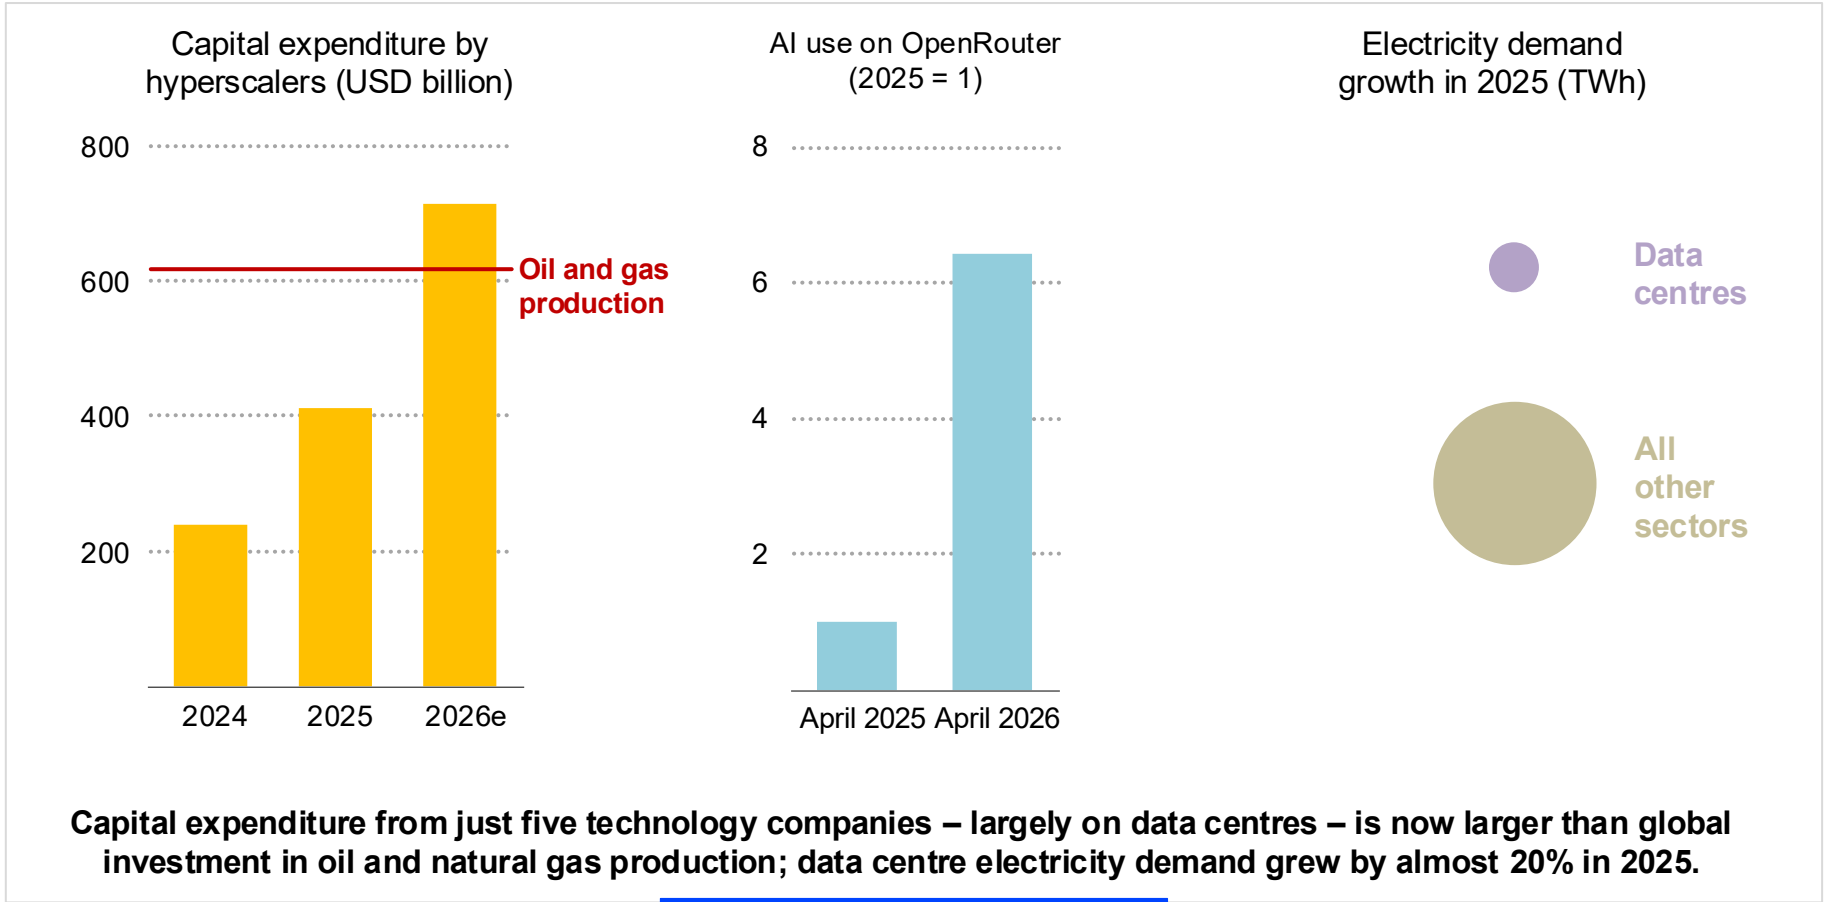 Capital expenditure by
hyperscalers (USD billion)
800
600
400
200
Oil and gas
production
2024
2025
2026e
AI use on OpenRouter
(2025 = 1)
8
6
4
2
April 2025
April 2026
Electricity demand
growth in 2025 (TWh)
Data
centres
All
other
sectors
Capital expenditure from just five technology companies – largely on data centres – is now larger than global
investment in oil and natural gas production; data centre electricity demand grew by almost 20% in 2025.